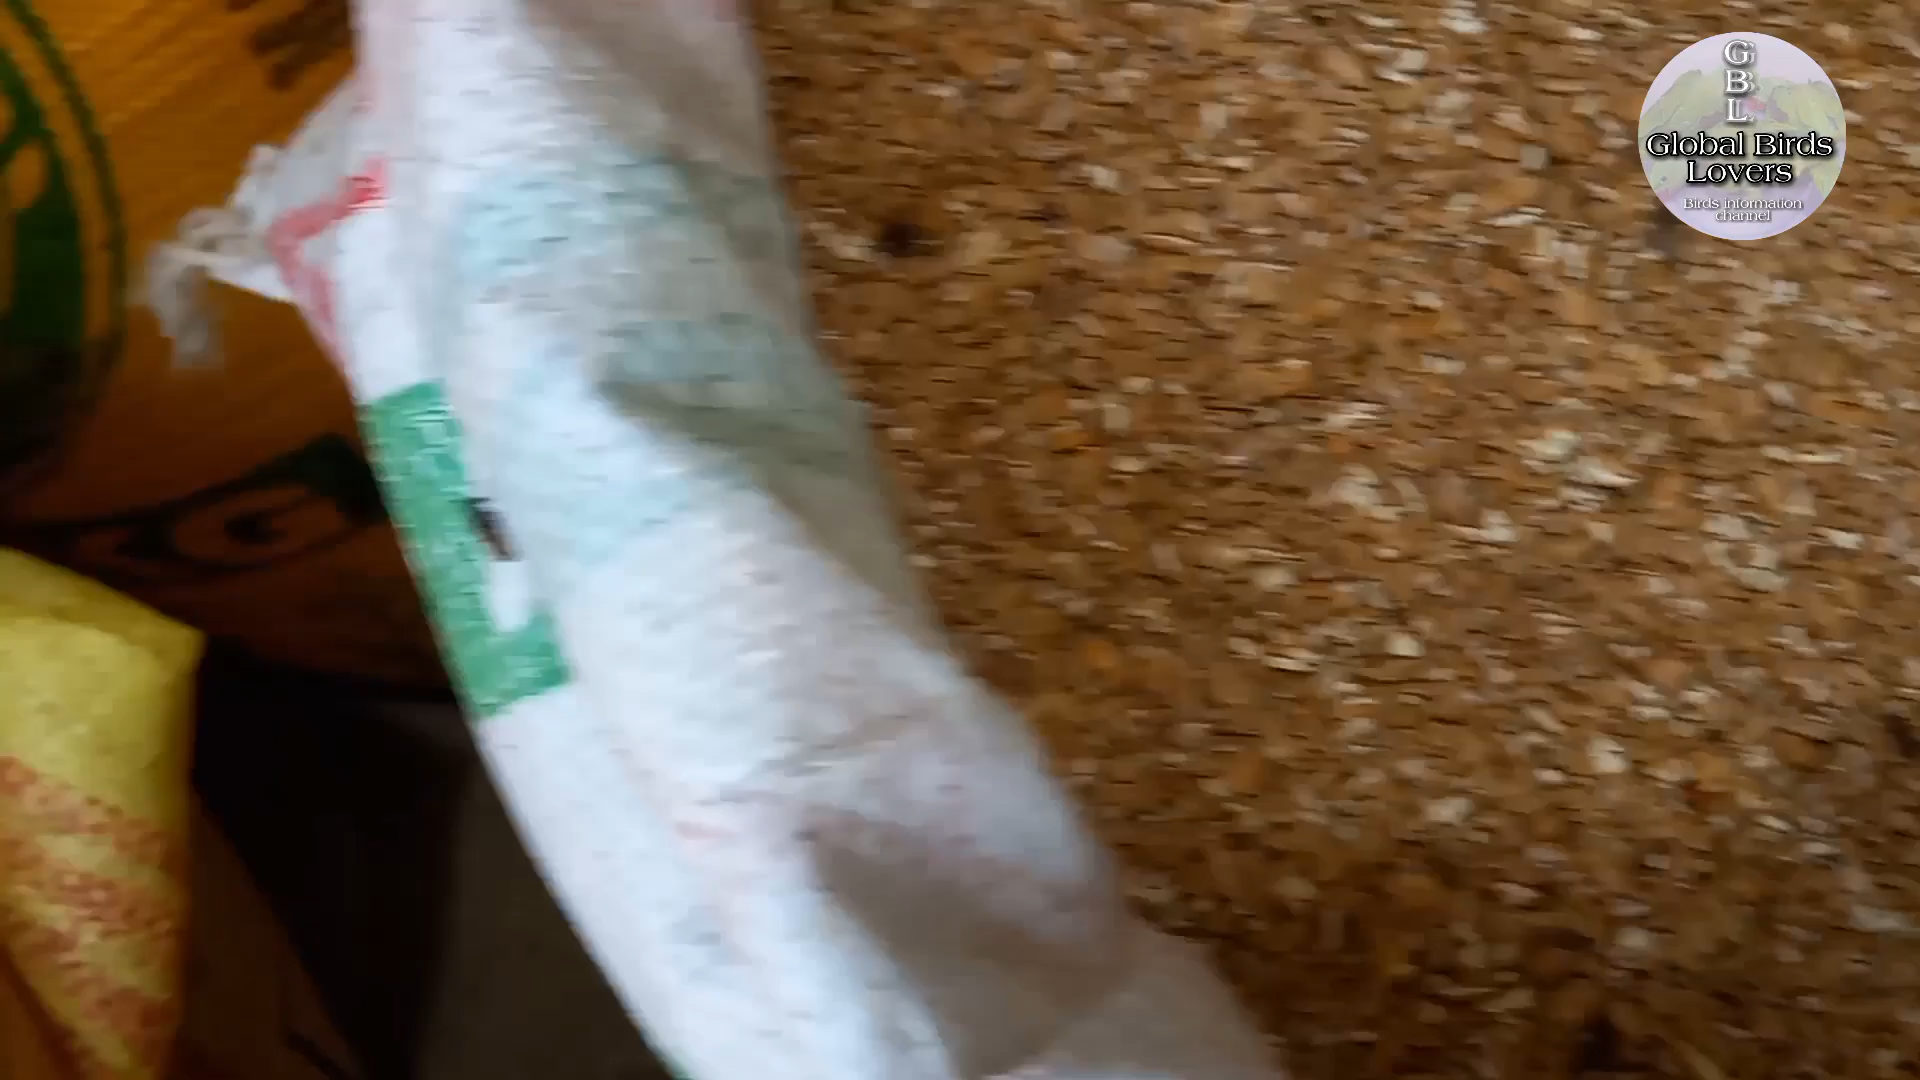 G
B
L
Global Birds
Lovers
Birds information
channel